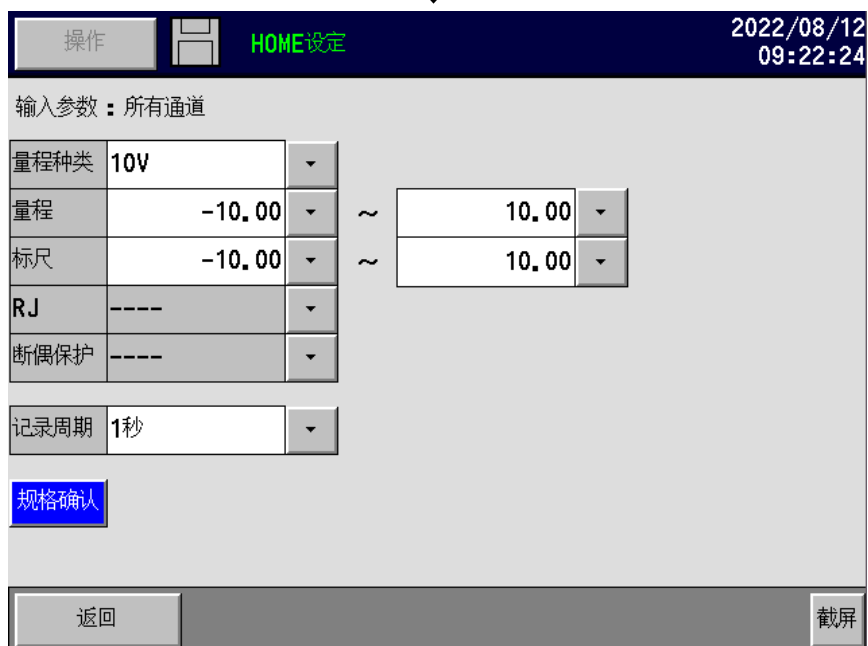 操作
HOME设定
2022/08/12
09:22:24
输入参数：所有通道
量程种类 10V
量程 -10.00 ～ 10.00
标尺 -10.00 ～ 10.00
RJ ----
断偶保护 ----
记录周期 1秒
规格确认
返回
截屏